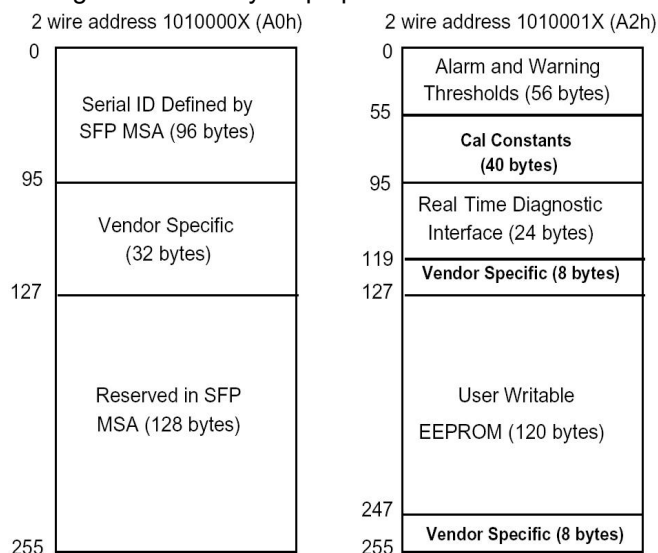 2 wire address 1010000X (A0h)
0
Serial ID Defined by
SFP MSA (96 bytes)
95
Vendor Specific
(32 bytes)
127
Reserved in SFP
MSA (128 bytes)
255
2 wire address 1010001X (A2h)
0
Alarm and Warning
Thresholds (56 bytes)
55
Cal Constants
(40 bytes)
95
Real Time Diagnostic
Interface (24 bytes)
119
Vendor Specific (8 bytes)
127
User Writable
EEPROM (120 bytes)
247
Vendor Specific (8 bytes)
255